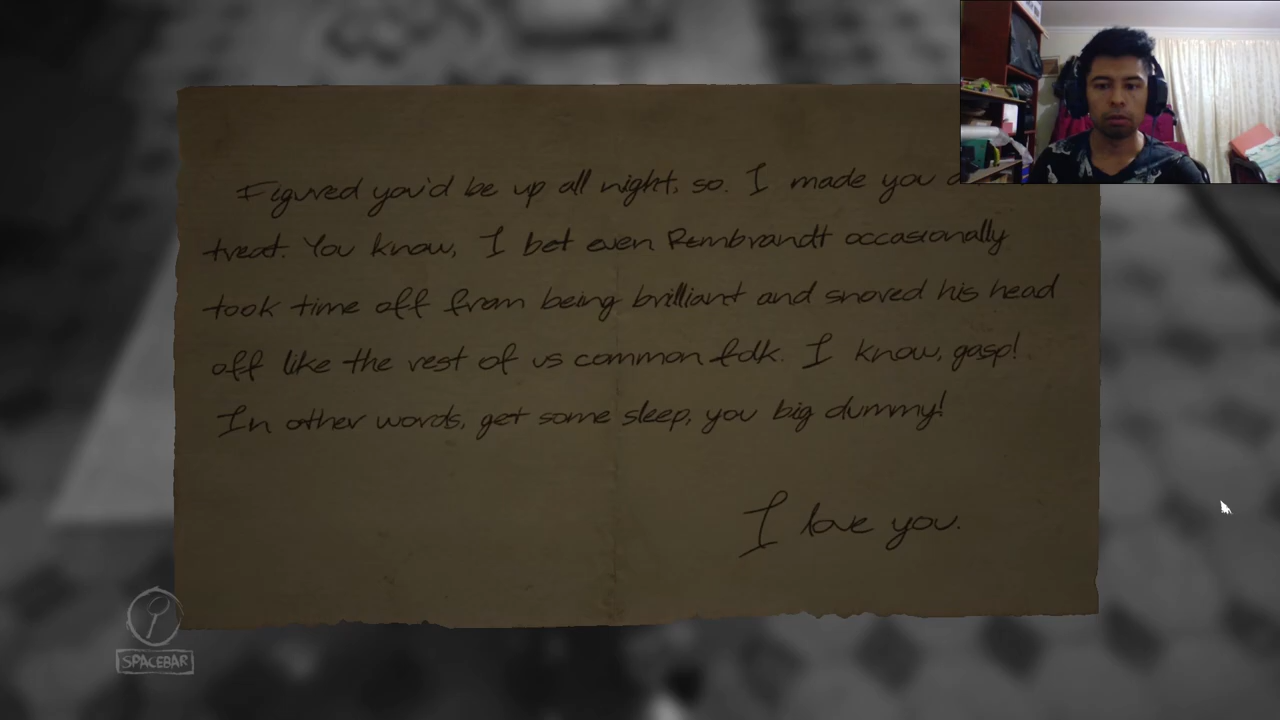 Figured you'd be up all night, so. I made you a
treat. You know, I bet even Rembrandt occasionally
took time off from being brilliant and snored his head
off like the rest of us common folk. I know, gasp!
In other words, get some sleep, you big dummy!
I love you.
SPACEBAR